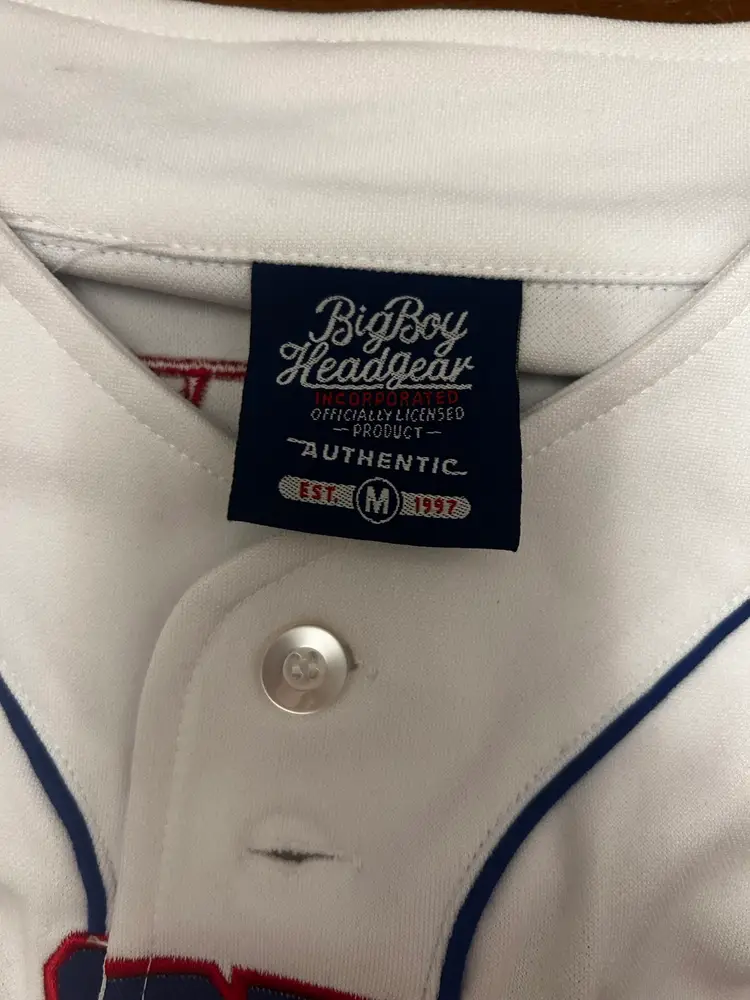 BigBoy
Headgear
INCORPORATED
OFFICIALLY LICENSED
—PRODUCT—
AUTHENTIC
EST. M 1997